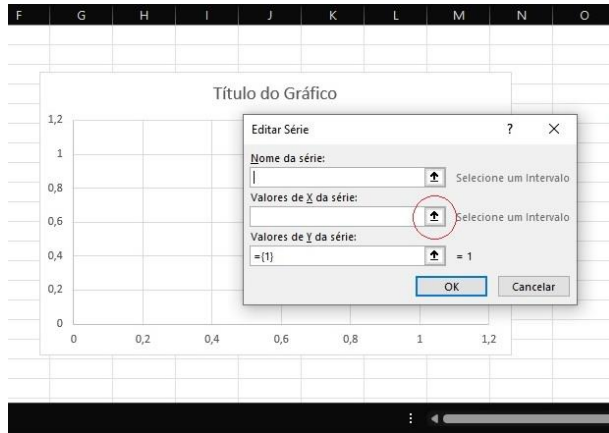 F G H I J K L M N O
Título do Gráfico
1,2
1
0,8
0,6
0,4
0,2
0
0 0,2 0,4 0,6 0,8 1 1,2
Editar Série ? X
Nome da série:
Selecione um Intervalo
Valores de X da série:
Selecione um Intervalo
Valores de Y da série:
={1} = 1
OK Cancelar